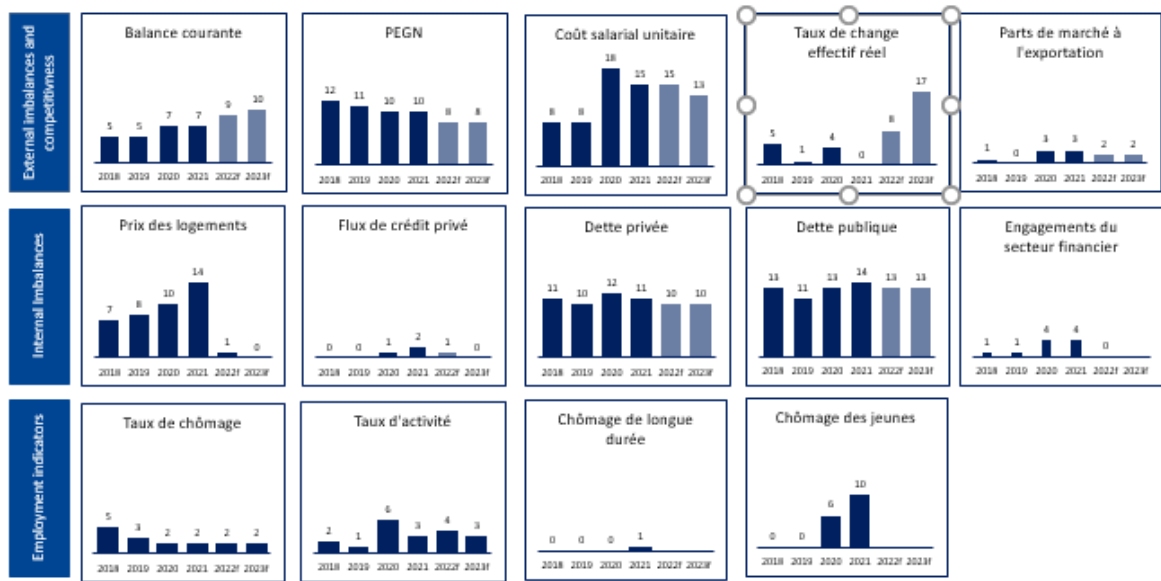 External imbalances and
competitivness
Balance courante
5 5 7 7 9 10
2018 2019 2020 2021 2022f 2023f
PEGN
12 11 10 10 8 8
2018 2019 2020 2021 2022f 2023f
Coût salarial unitaire
8 8 18 15 15 13
2018 2019 2020 2021 2022f 2023f
Taux de change
effectif réel
5 1 4 0 8 17
2018 2019 2020 2021 2022f 2023f
Parts de marché à
l'exportation
1 0 3 3 2 2
2018 2019 2020 2021 2022f 2023f
Internal imbalances
Prix des logements
7 8 10 14 1 0
2018 2019 2020 2021 2022f 2023f
Flux de crédit privé
0 0 1 2 1 0
2018 2019 2020 2021 2022f 2023f
Dette privée
11 10 12 11 10 10
2018 2019 2020 2021 2022f 2023f
Dette publique
13 11 13 14 13 13
2018 2019 2020 2021 2022f 2023f
Engagements du
secteur financier
1 1 4 4 0
2018 2019 2020 2021 2022f 2023f
Employment indicators
Taux de chômage
5 3 2 2 2 2
2018 2019 2020 2021 2022f 2023f
Taux d'activité
2 1 6 3 4 3
2018 2019 2020 2021 2022f 2023f
Chômage de longue
durée
0 0 0 1
2018 2019 2020 2021 2022f 2023f
Chômage des jeunes
0 0 6 10
2018 2019 2020 2021 2022f 2023f